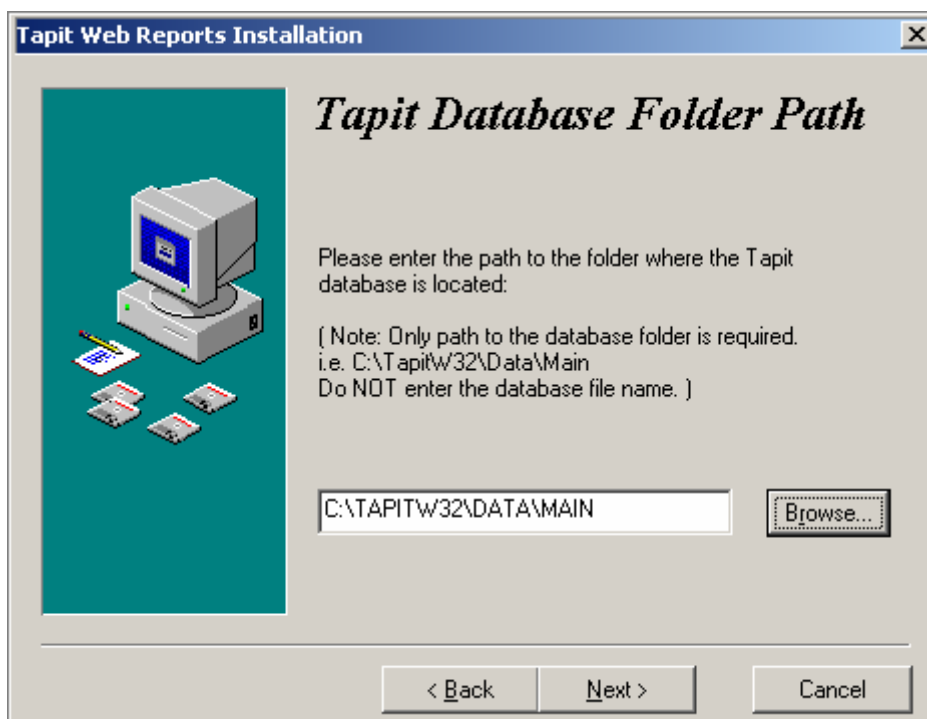 Tapit Web Reports Installation
Tapit Database Folder Path
Please enter the path to the folder where the Tapit
database is located:
( Note: Only path to the database folder is required.
i.e. C:\TapitW32\Data\Main
Do NOT enter the database file name. )
C:\TAPITW32\DATA\MAIN
Browse...
< Back
Next >
Cancel